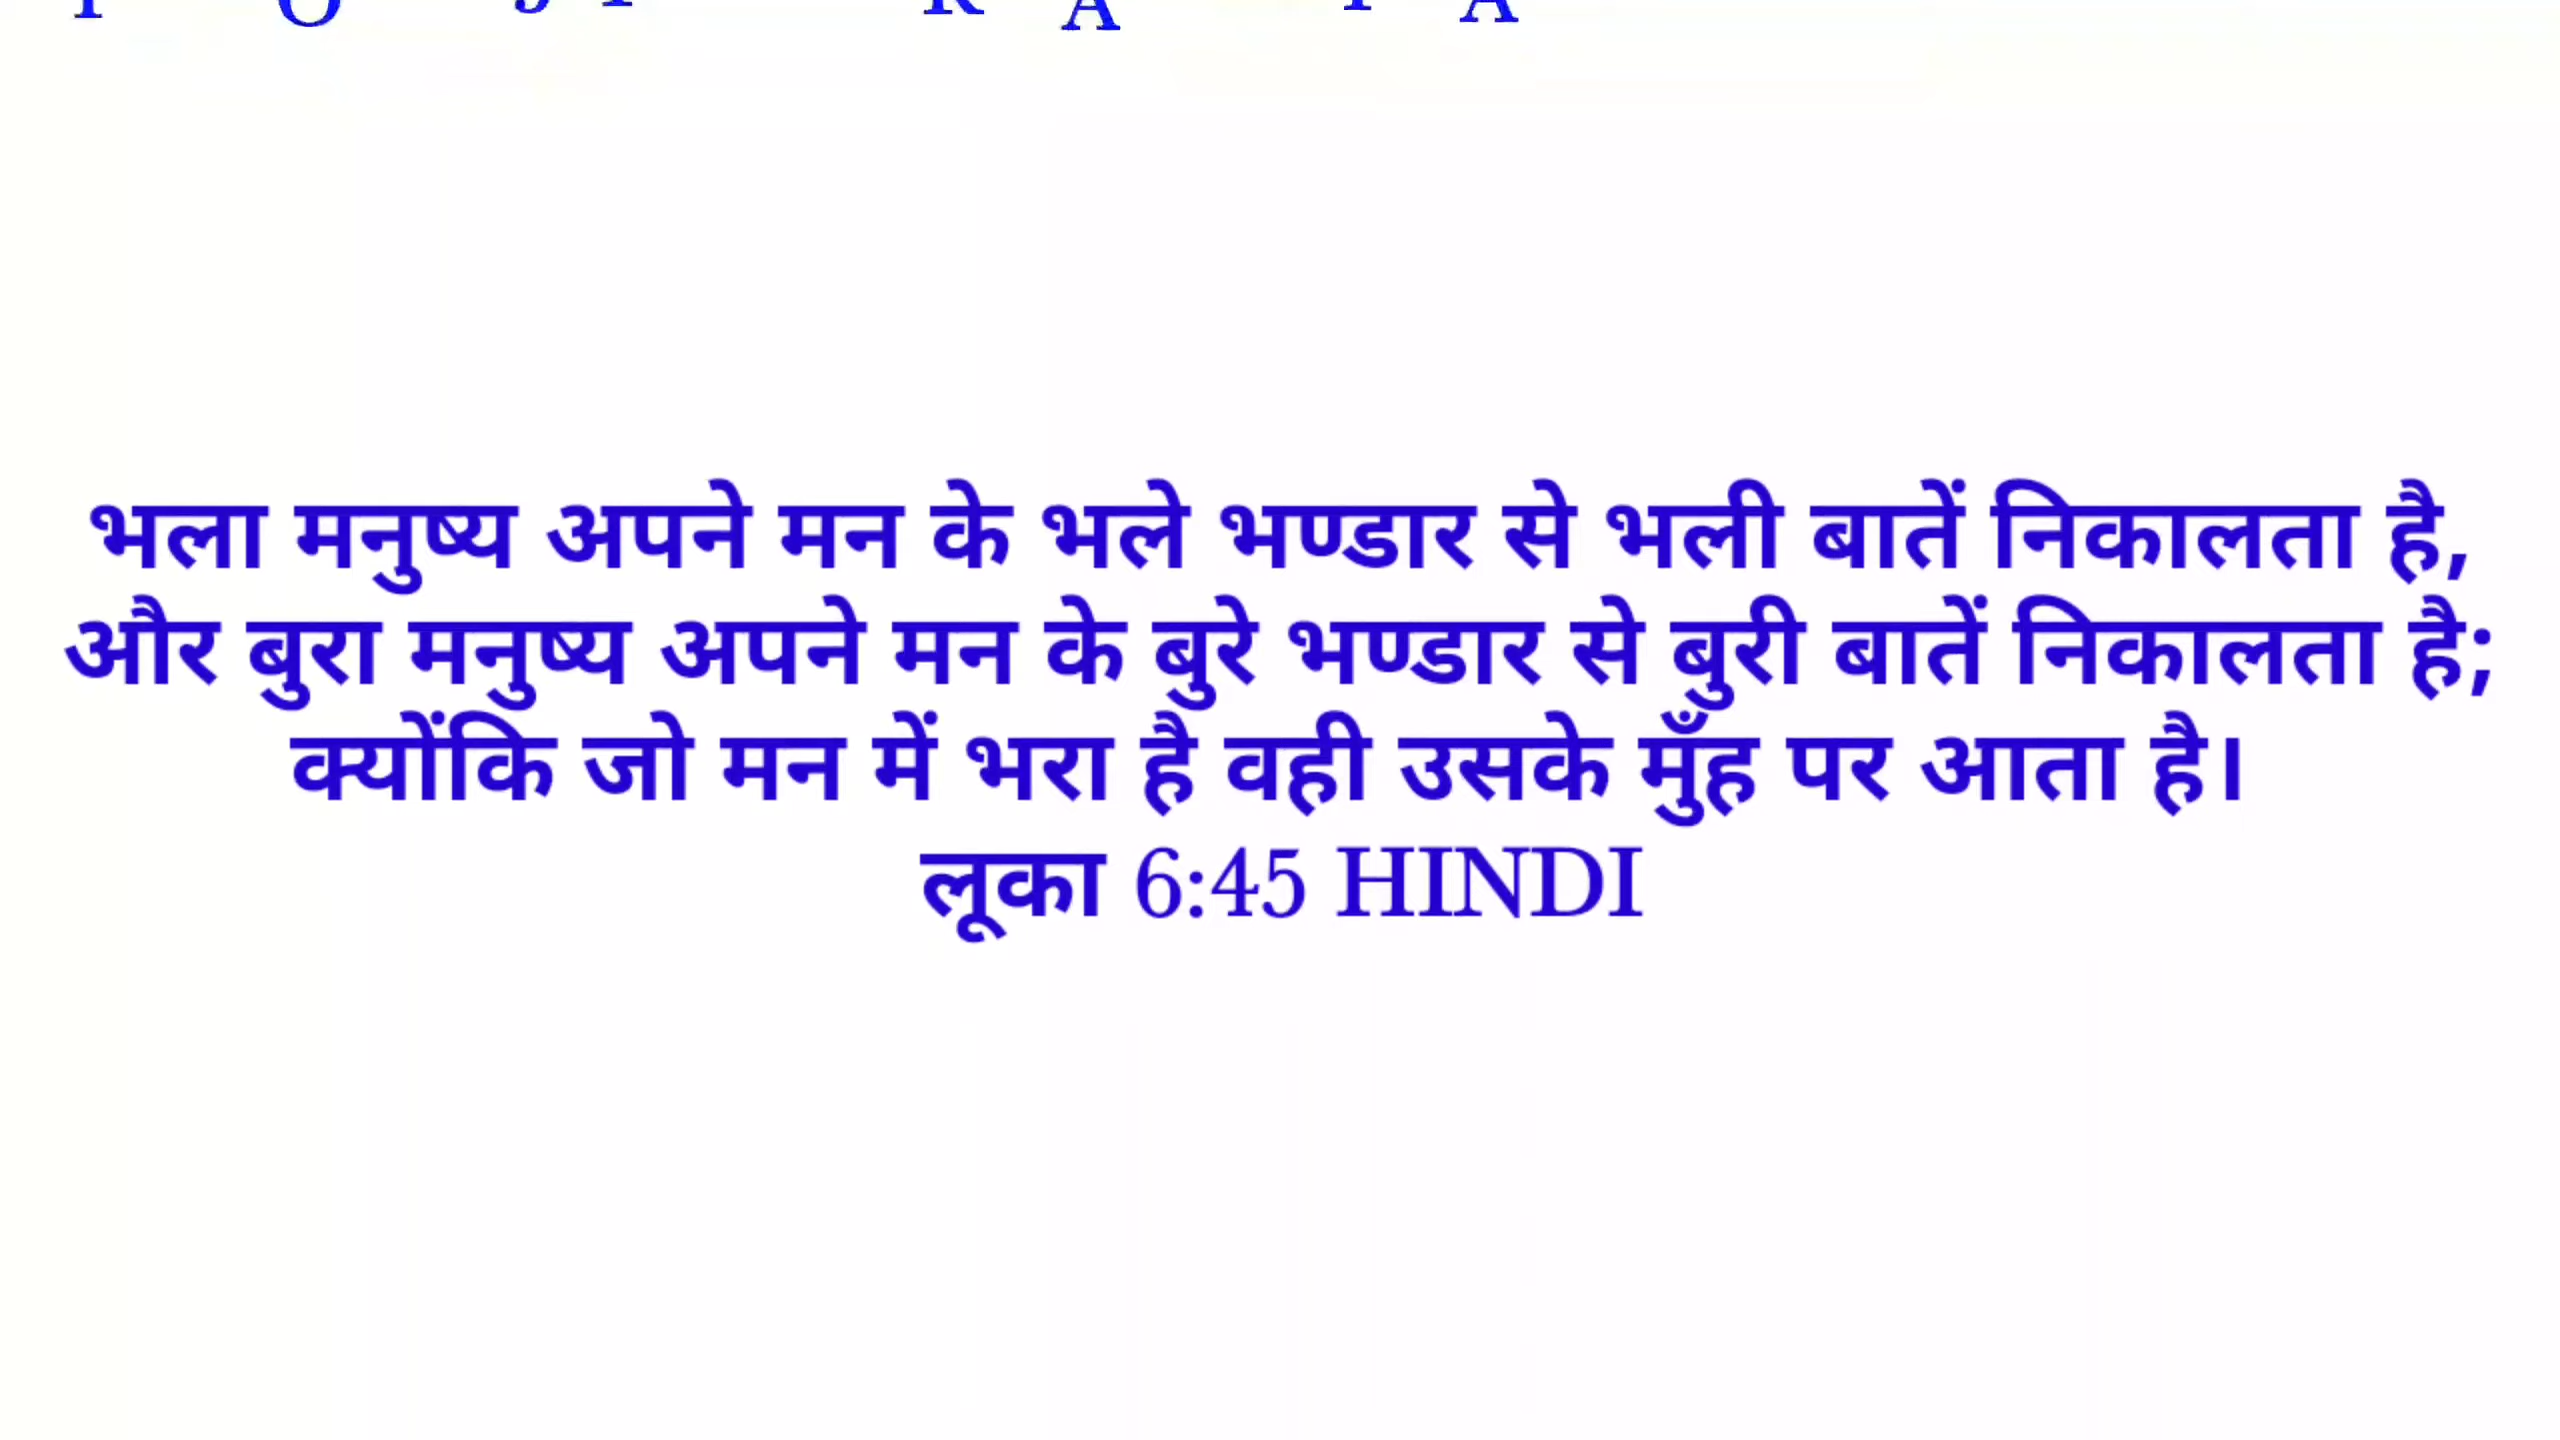 भला मनुष्य अपने मन के भले भण्डार से भली बातें निकालता है,
और बुरा मनुष्य अपने मन के बुरे भण्डार से बुरी बातें निकालता है;
क्योंकि जो मन में भरा है वही उसके मुँह पर आता है।
लूका 6:45 HINDI